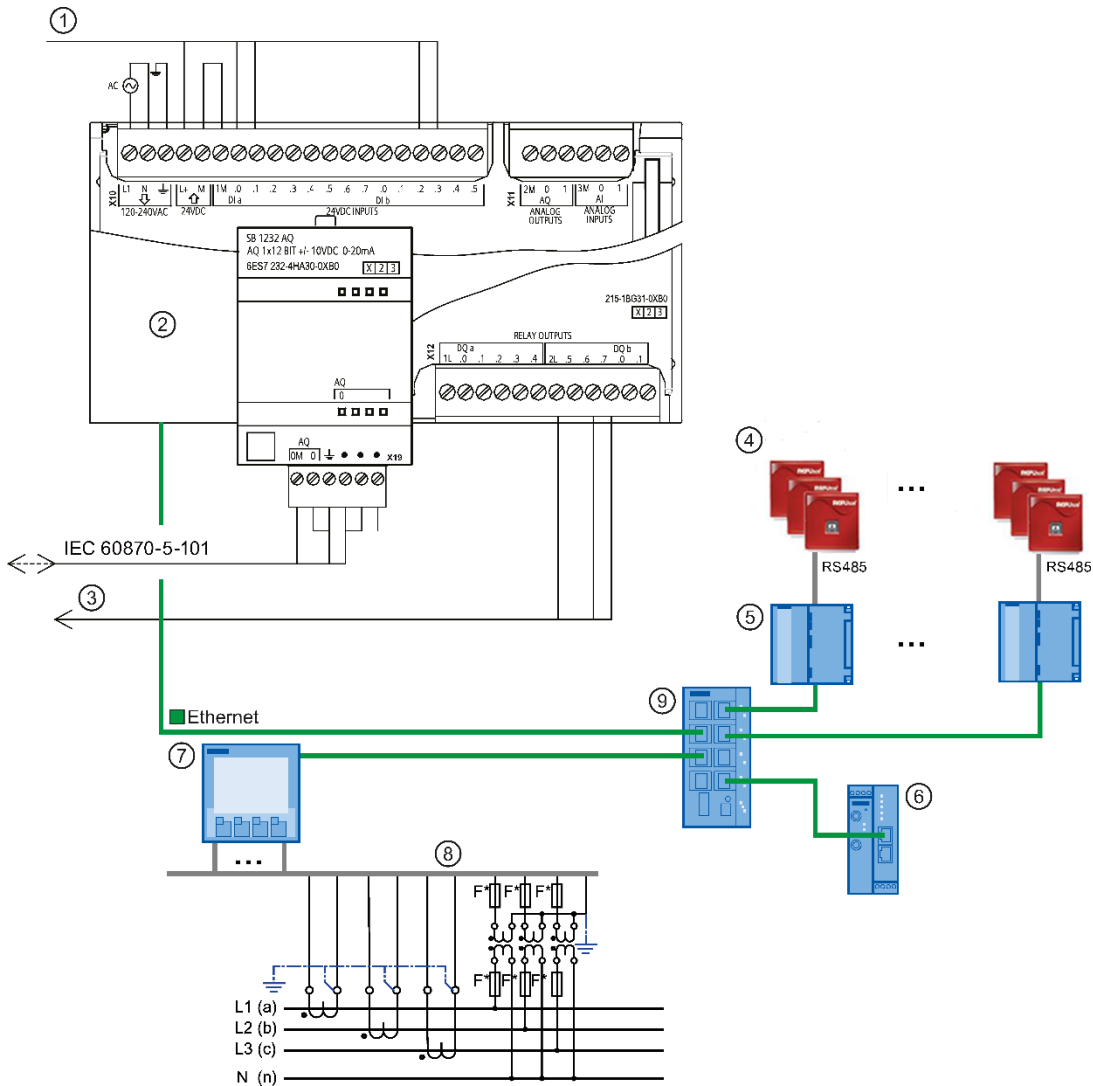 1
AC
L1 N L+ M 1M .0 .1 .2 .3 .4 .5 .6 .7 .0 .1 .2 .3 .4 .5
X10
120-240VAC 24VDC DI a DI b
24VDC INPUTS
2M 0 1 3M 0 1
X11
AQ AI
ANALOG OUTPUTS
ANALOG INPUTS
SB 1232 AQ
AQ 1x12 BIT +/- 10VDC 0-20mA
6ES7 232-4HA30-0XB0 X 2 3
215-1BG31-0XB0
X 2 3
2
RELAY OUTPUTS
X12
DQ a DQ b
1L .0 .1 .2 .3 .4 2L .5 .6 .7 .0 .1
AQ
0
AQ
0M 0 X19
4
...
IEC 60870-5-101
RS485 RS485
3
5
...
9
Ethernet
7
6
...
8
F* F* F*
F* F* F*
L1 (a)
L2 (b)
L3 (c)
N (n)